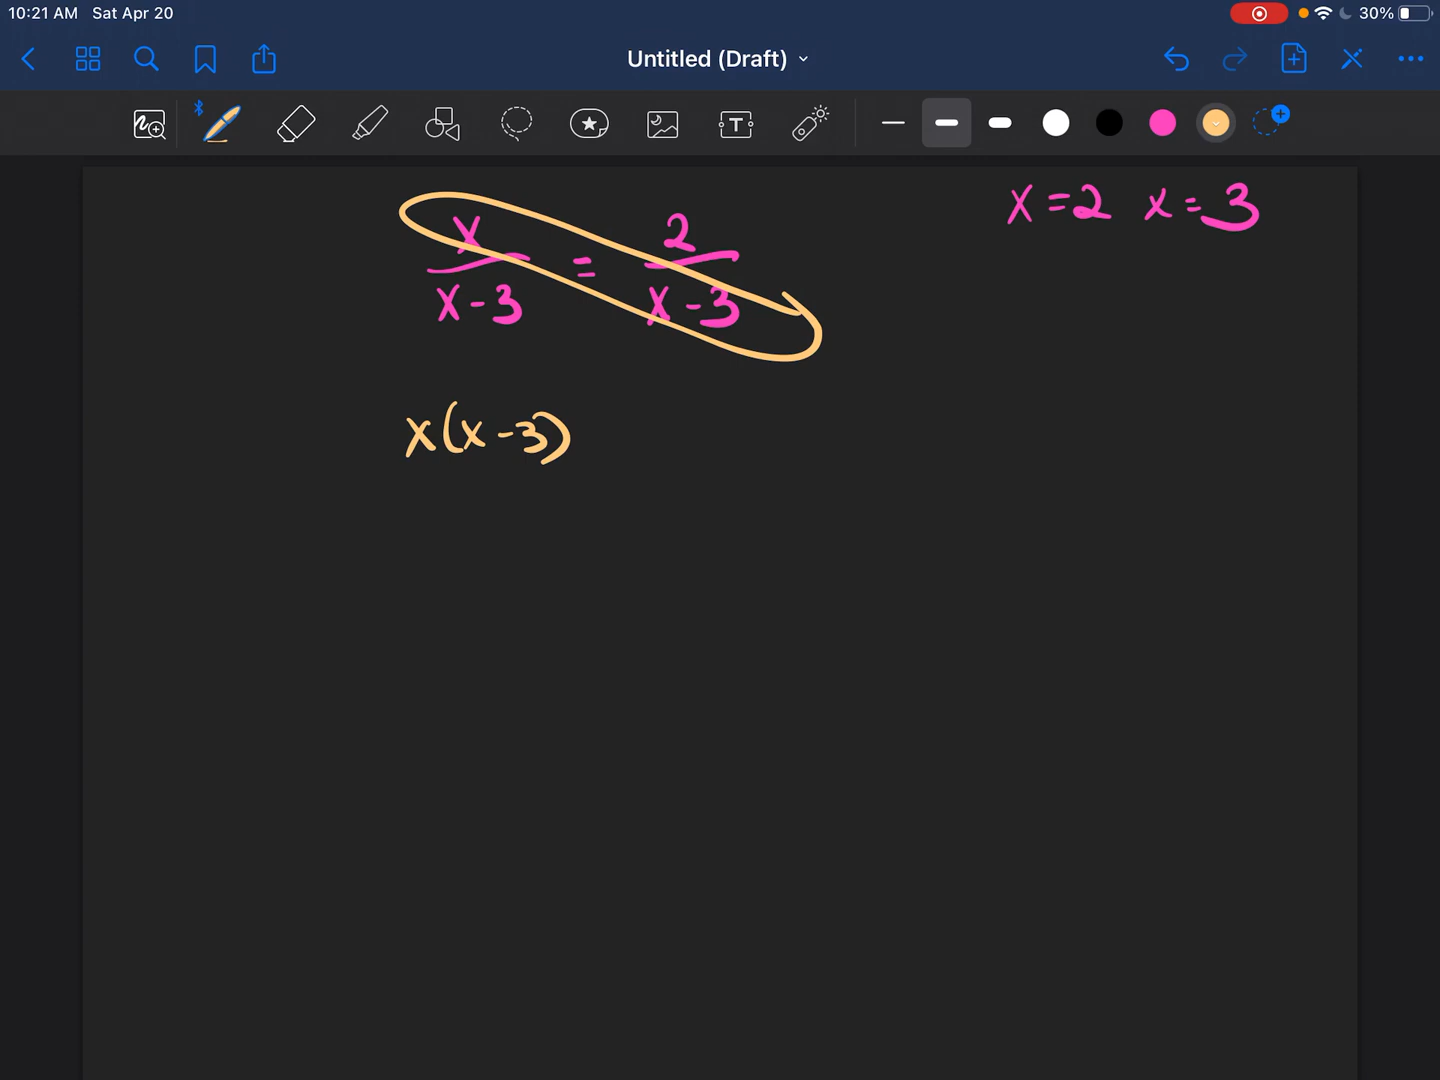 10:21 AM Sat Apr 20
30%
Untitled (Draft)
T
x/(x-3) = 2/(x-3)
x=2 x=3
x(x-3)